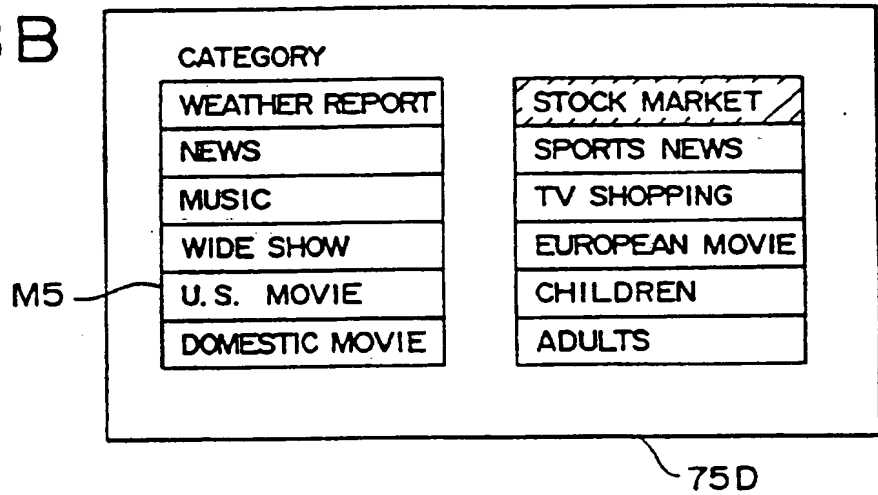 B
CATEGORY
WEATHER REPORT
NEWS
MUSIC
WIDE SHOW
U.S. MOVIE
DOMESTIC MOVIE
STOCK MARKET
SPORTS NEWS
TV SHOPPING
EUROPEAN MOVIE
CHILDREN
ADULTS
M5
75D